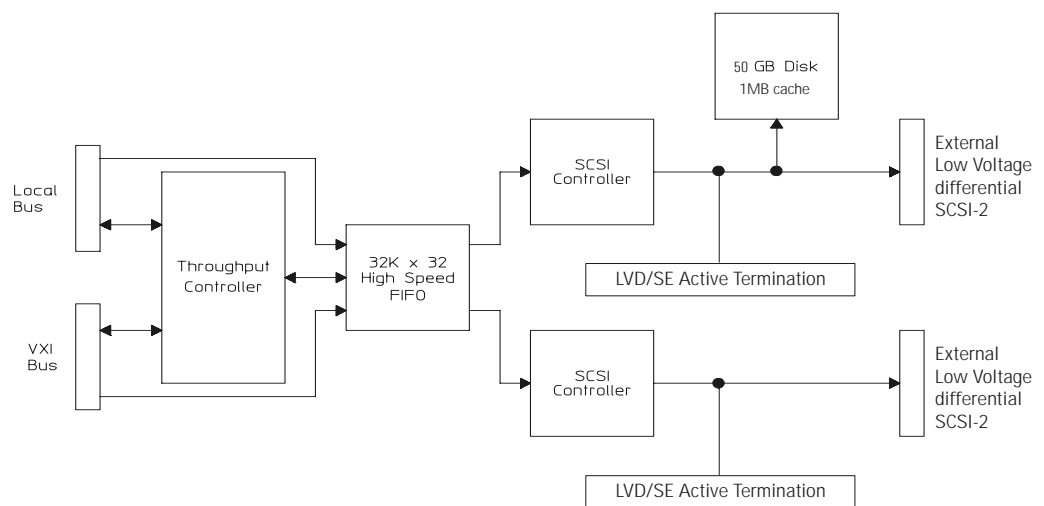 50 GB Disk
1MB cache
SCSI
Controller
External
Low Voltage
differential
SCSI-2
Local
Bus
Throughput
Controller
32K x 32
High Speed
FIFO
LVD/SE Active Termination
VXI
Bus
SCSI
Controller
External
Low Voltage
differential
SCSI-2
LVD/SE Active Termination